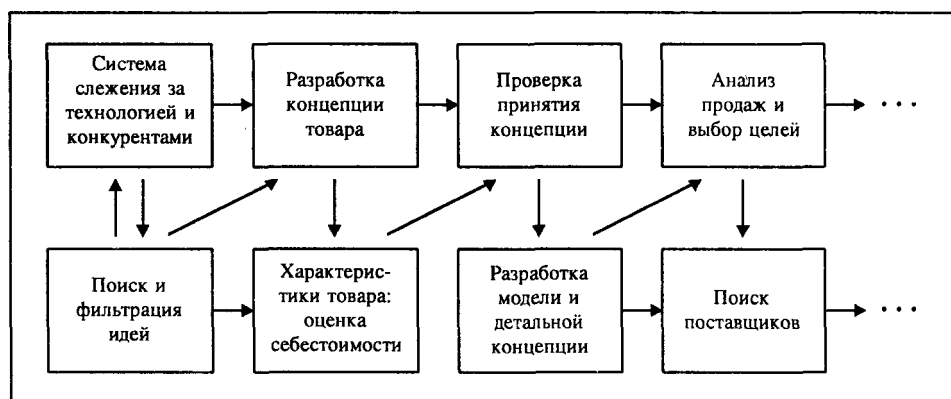 Система
слежения за
технологией и
конкурентами
Разработка
концепции
товара
Проверка
принятия
концепции
Анализ
продаж и
выбор целей
...
Поиск и
фильтрация
идей
Характерис-
тики товара:
оценка
себестоимости
Разработка
модели и
детальной
концепции
Поиск
поставщиков
...